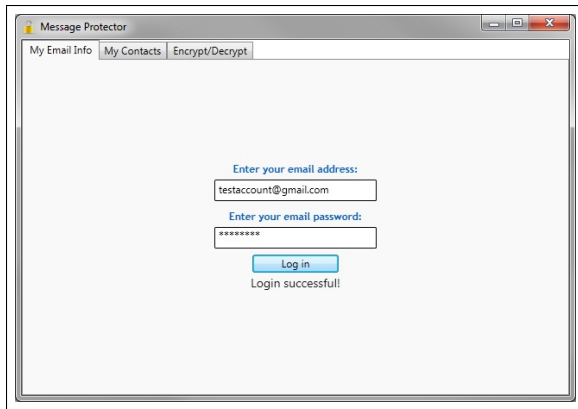 Message Protector
My Email Info My Contacts Encrypt/Decrypt
Enter your email address:
testaccount@gmail.com
Enter your email password:
********
Log in
Login successful!